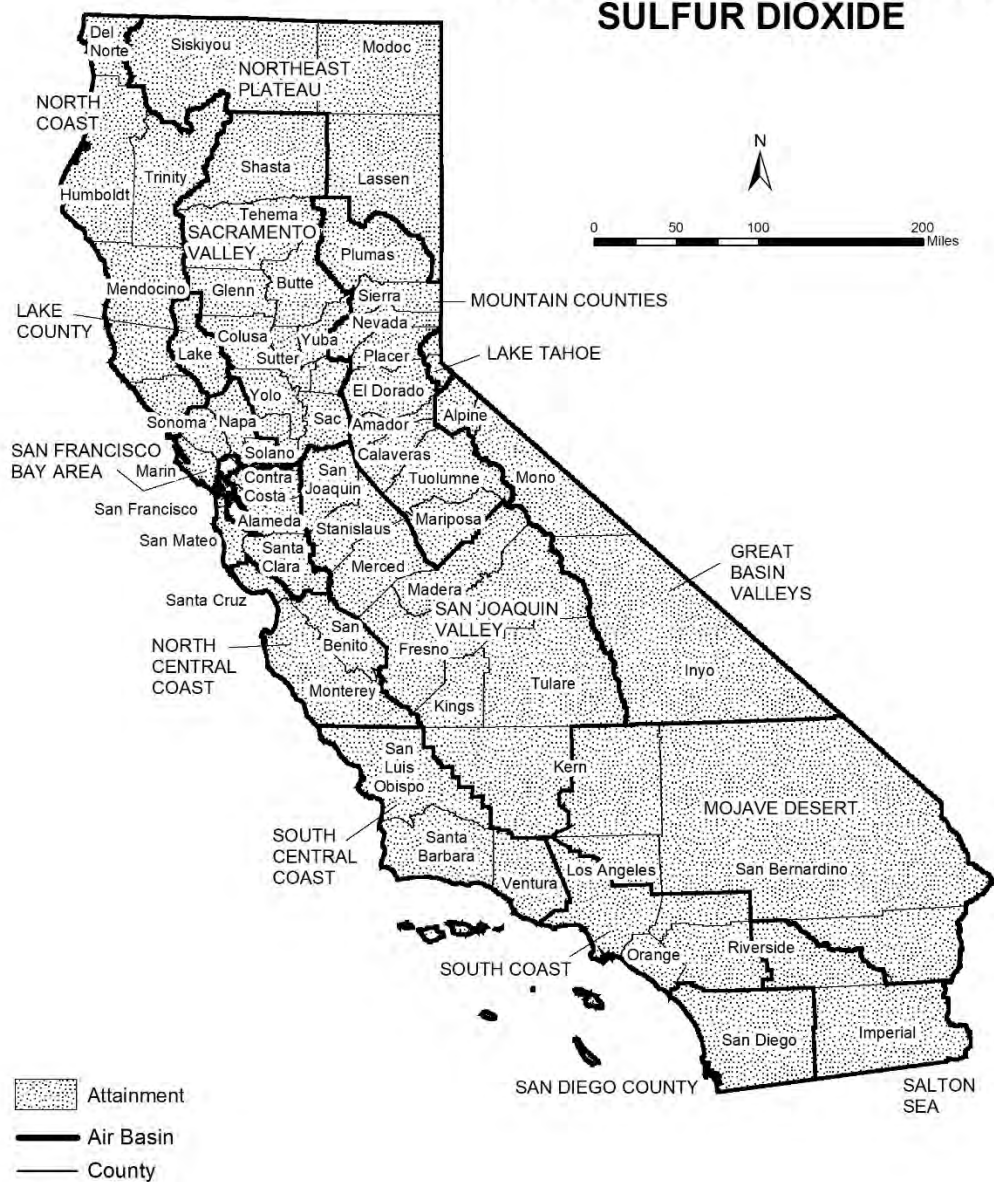 SULFUR DIOXIDE
Del
Norte
Siskiyou
Modoc
NORTHEAST
PLATEAU
NORTH
COAST
N
Shasta
Trinity
Lassen
Humboldt
Tehema
SACRAMENTO
VALLEY
0 50 100 200
Miles
Plumas
Mendocino
Glenn
Butte
Sierra
MOUNTAIN COUNTIES
LAKE
COUNTY
Nevada
Colusa
Yuba
Sutter
Lake
Placer
LAKE TAHOE
Yolo
El Dorado
Sonoma
Napa
Sac
Amador
Alpine
Solano
Calaveras
SAN FRANCISCO
BAY AREA
Marin
Contra
Costa
San
Joaquin
Tuolumne
Mono
San Francisco
Alameda
Stanislaus
Mariposa
San Mateo
Santa
Clara
Merced
GREAT
BASIN
VALLEYS
Madera
Santa Cruz
SAN JOAQUIN
VALLEY
San
Benito
NORTH
CENTRAL
COAST
Fresno
Inyo
Monterey
Tulare
Kings
San
Luis
Obispo
Kern
MOJAVE DESERT
SOUTH
CENTRAL
COAST
Santa
Barbara
Ventura
Los Angeles
San Bernardino
Orange
Riverside
SOUTH COAST
San Diego
Imperial
SAN DIEGO COUNTY
SALTON
SEA
Attainment
Air Basin
County